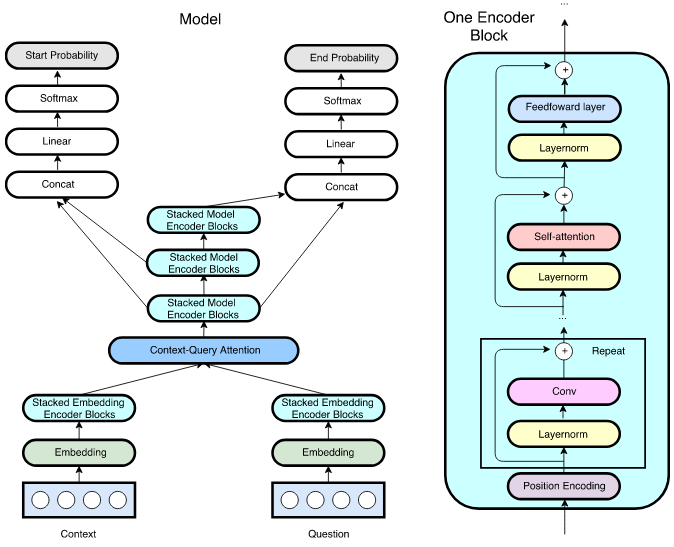 Model
Start Probability
Softmax
Linear
Concat
End Probability
Softmax
Linear
Concat
Stacked Model
Encoder Blocks
Stacked Model
Encoder Blocks
Stacked Model
Encoder Blocks
Context-Query Attention
Stacked Embedding
Encoder Blocks
Stacked Embedding
Encoder Blocks
Embedding
Embedding
Context
Question
One Encoder
Block
...
+
Feedfoward layer
Layernorm
+
Self-attention
Layernorm
...
+
Repeat
Conv
Layernorm
Position Encoding